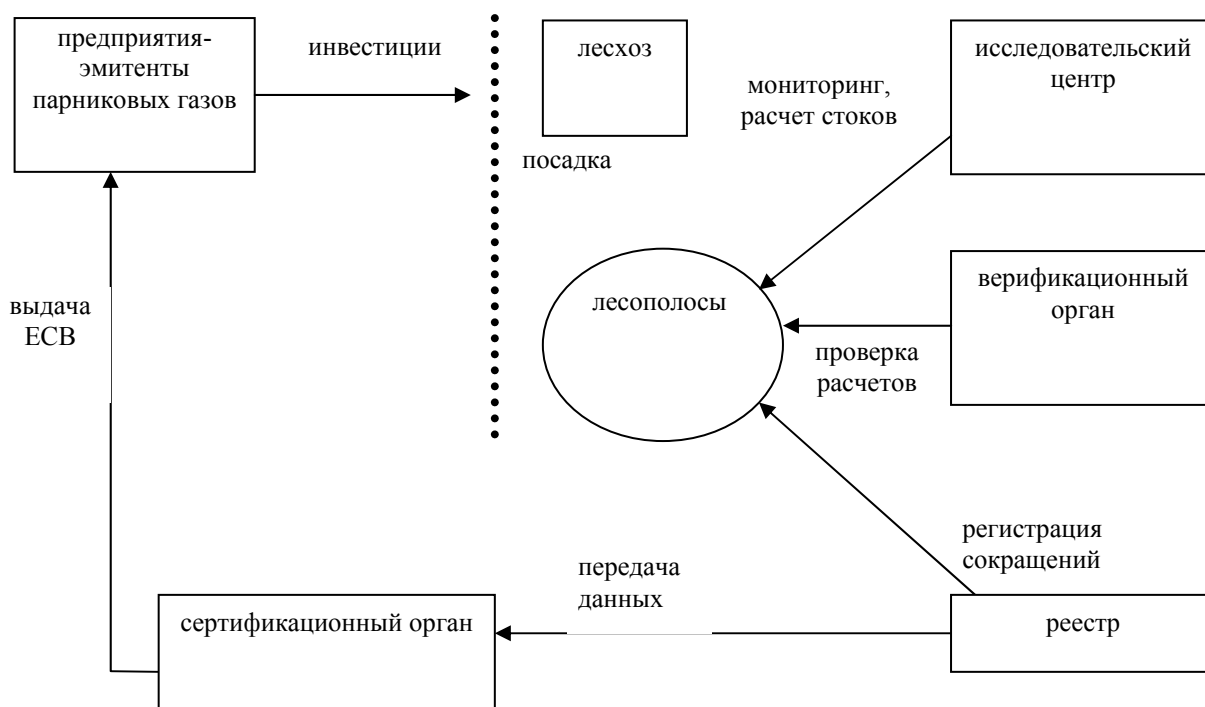 предприятия-
эмитенты
парниковых газов
инвестиции
лесхоз
исследовательский
центр
мониторинг,
расчет стоков
посадка
лесополосы
верификационный
орган
проверка
расчетов
выдача
ЕСВ
регистрация
сокращений
передача
данных
сертификационный орган
реестр